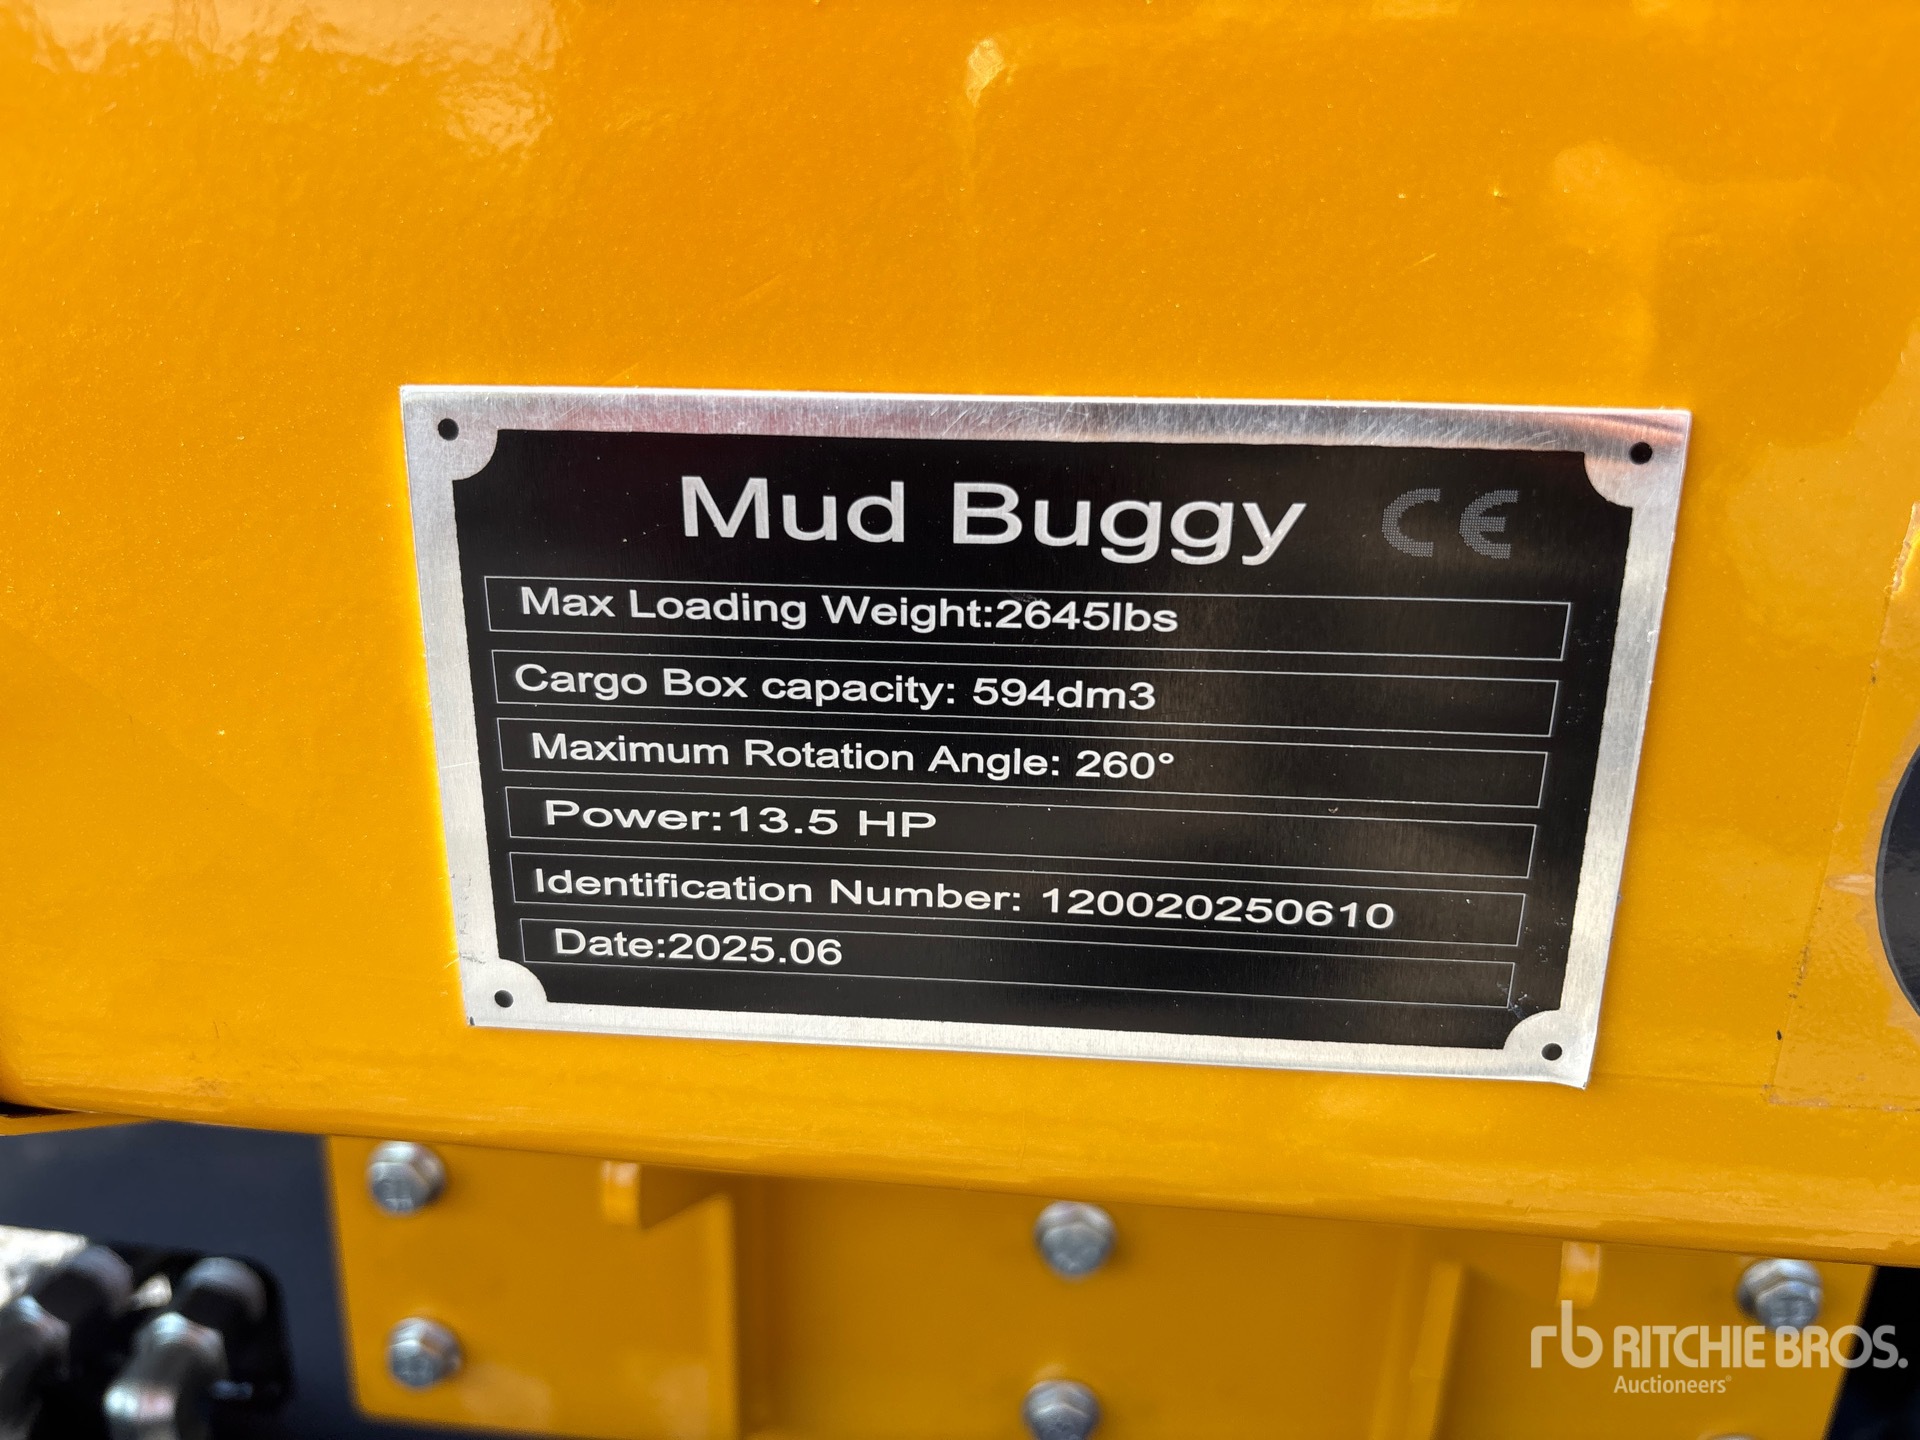 Mud Buggy CE
Max Loading Weight:2645lbs
Cargo Box capacity: 594dm3
Maximum Rotation Angle: 260°
Power:13.5 HP
Identification Number: 120020250610
Date:2025.06
rb RITCHIE BROS.
Auctioneers